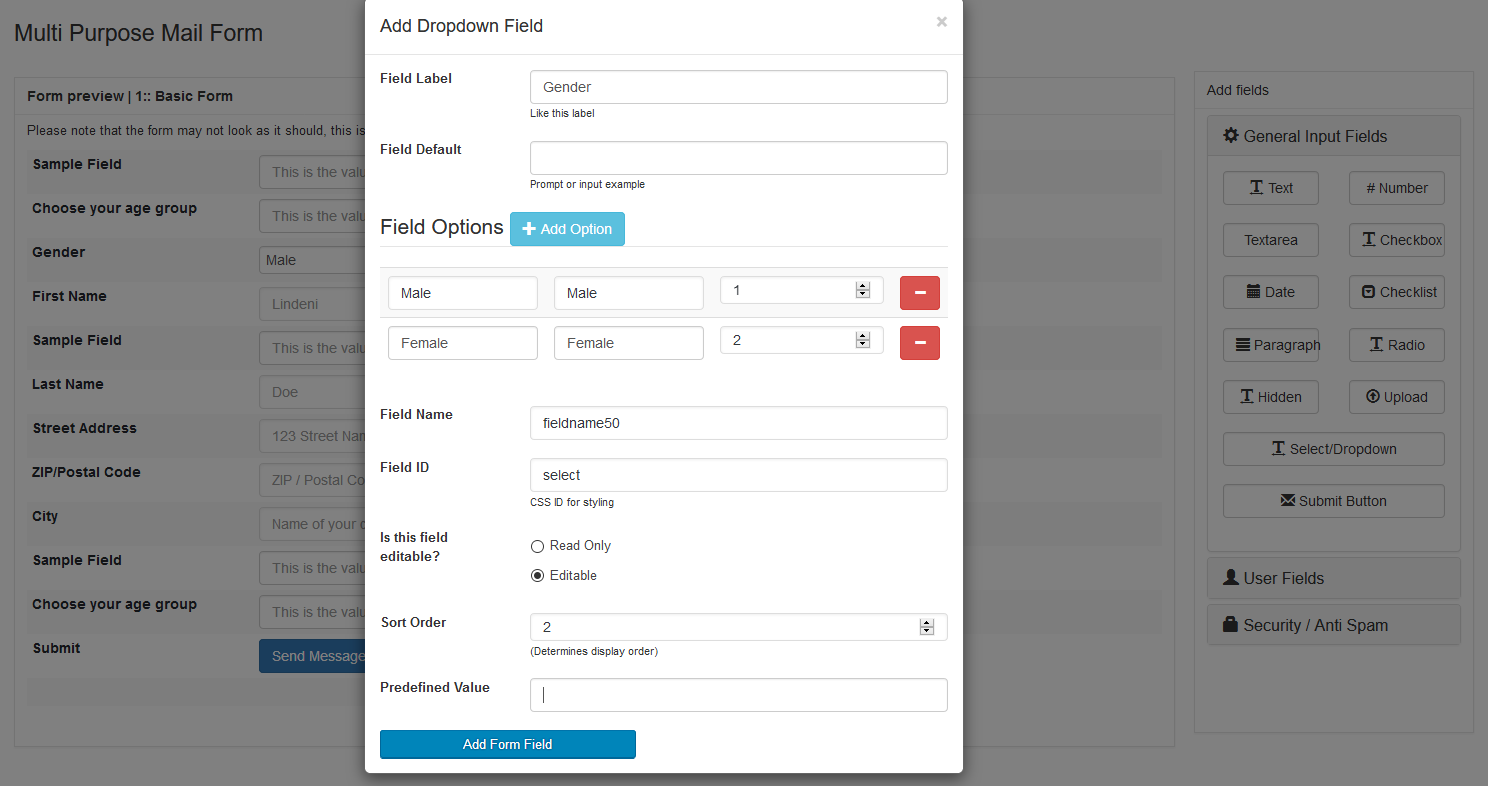 Multi Purpose Mail Form
Form preview | 1:: Basic Form
Please note that the form may not look as it should, this is
Sample Field
This is the valu
Choose your age group
This is the valu
Gender
Male
First Name
Lindeni
Sample Field
This is the valu
Last Name
Doe
Street Address
123 Street Nan
ZIP/Postal Code
ZIP / Postal Co
City
Name of your c
Sample Field
This is the valu
Choose your age group
This is the valu
Submit
Send Message
Add Dropdown Field
×
Field Label
Gender
Like this label
Field Default
Prompt or input example
Field Options
+ Add Option
Male Male 1
Female Female 2
Field Name
fieldname50
Field ID
select
CSS ID for styling
Is this field
editable?
Read Only
Editable
Sort Order
2
(Determines display order)
Predefined Value
Add Form Field
Add fields
General Input Fields
Text
# Number
Textarea
Checkbox
Date
Checklist
Paragraph
Radio
Hidden
Upload
Select/Dropdown
Submit Button
User Fields
Security / Anti Spam